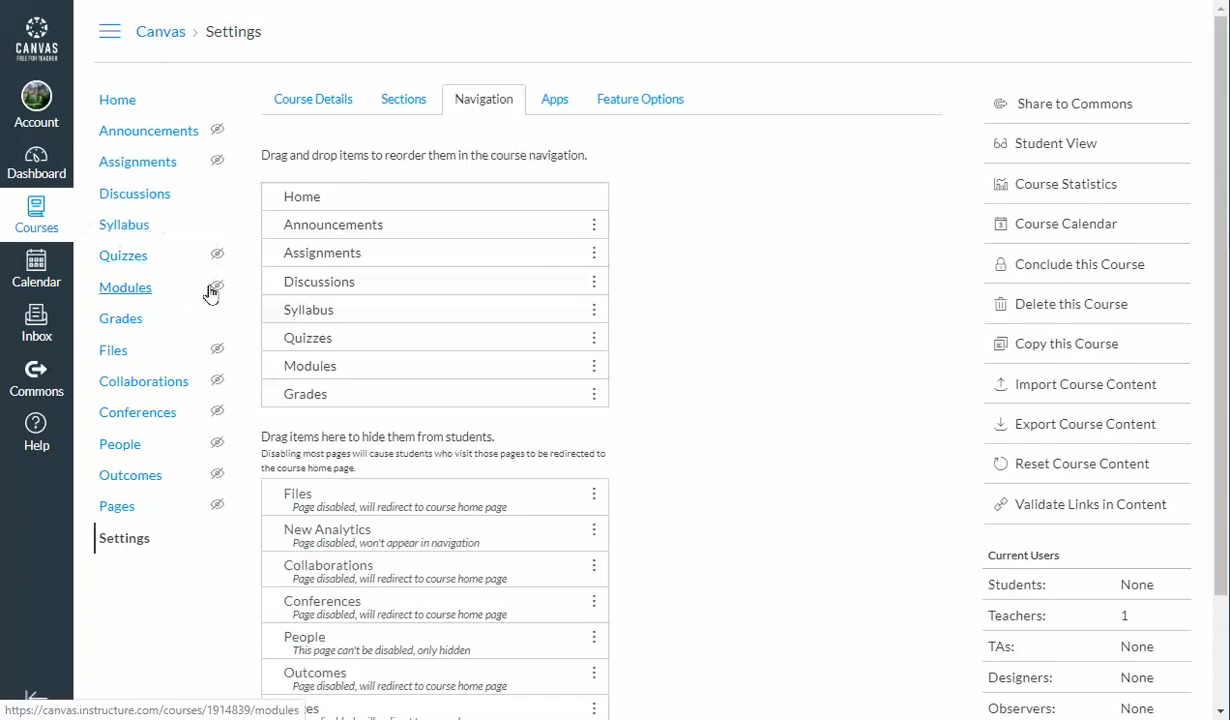 CANVAS
FREE FOR TEACHER
Account
Dashboard
Courses
Calendar
Inbox
Commons
Help
Canvas › Settings
Home
Announcements
Assignments
Discussions
Syllabus
Quizzes
Modules
Grades
Files
Collaborations
Conferences
People
Outcomes
Pages
Settings
Course Details Sections Navigation Apps Feature Options
Drag and drop items to reorder them in the course navigation.
Home
Announcements
Assignments
Discussions
Syllabus
Quizzes
Modules
Grades
Drag items here to hide them from students.
Disabling most pages will cause students who visit those pages to be redirected to
the course home page.
Files
Page disabled, will redirect to course home page
New Analytics
Page disabled, won't appear in navigation
Collaborations
Page disabled, will redirect to course home page
Conferences
Page disabled, will redirect to course home page
People
This page can't be disabled, only hidden
Outcomes
Page disabled, will redirect to course home page
Share to Commons
Student View
Course Statistics
Course Calendar
Conclude this Course
Delete this Course
Copy this Course
Import Course Content
Export Course Content
Reset Course Content
Validate Links in Content
Current Users
Students: None
Teachers: 1
TAs: None
Designers: None
Observers: None
https://canvas.instructure.com/courses/1914839/modules